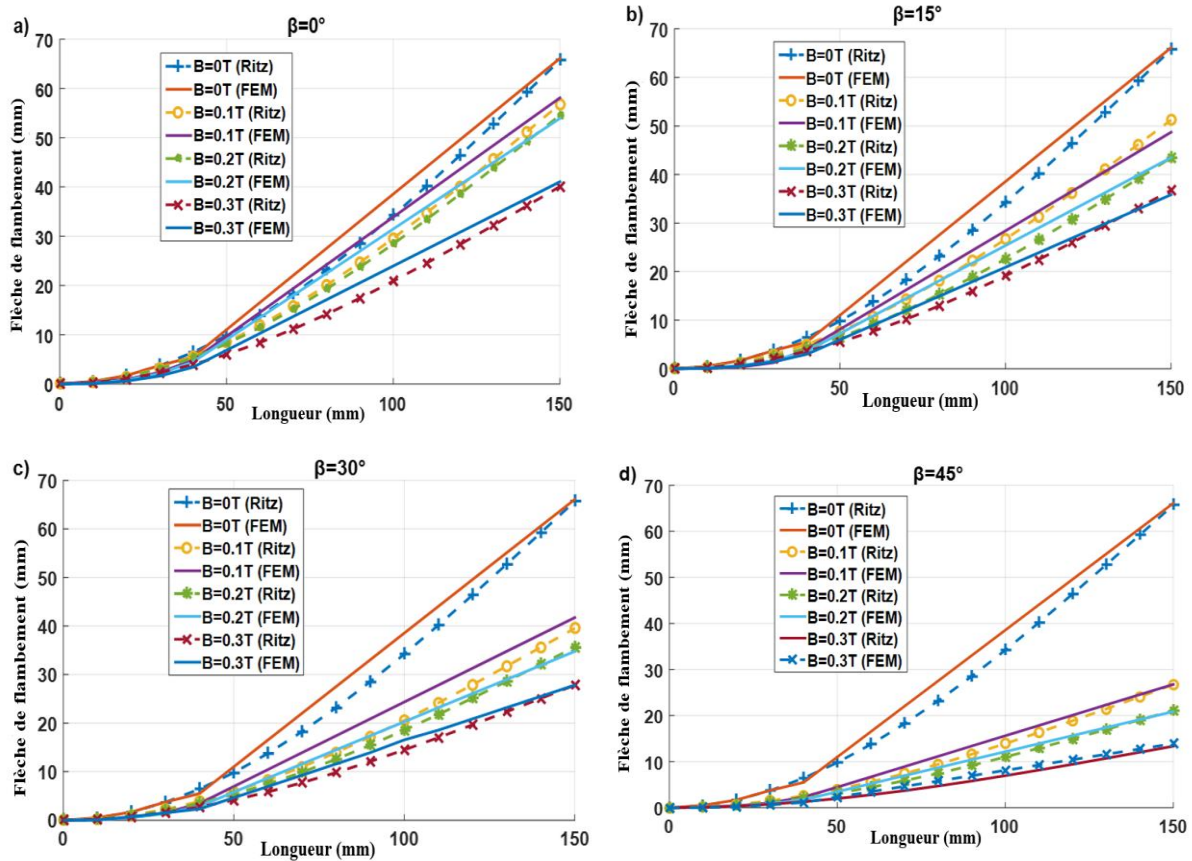 a)
β=0°
70
60
50
40
30
20
10
0
Flèche de flambement (mm)
B=0T (Ritz)
B=0T (FEM)
B=0.1T (Ritz)
B=0.1T (FEM)
B=0.2T (Ritz)
B=0.2T (FEM)
B=0.3T (Ritz)
B=0.3T (FEM)
0
50
100
150
Longueur (mm)
b)
β=15°
70
60
50
40
30
20
10
0
Flèche de flambement (mm)
B=0T (Ritz)
B=0T (FEM)
B=0.1T (Ritz)
B=0.1T (FEM)
B=0.2T (Ritz)
B=0.2T (FEM)
B=0.3T (Ritz)
B=0.3T (FEM)
0
50
100
150
Longueur (mm)
c)
β=30°
70
60
50
40
30
20
10
0
Flèche de flambement (mm)
B=0T (Ritz)
B=0T (FEM)
B=0.1T (Ritz)
B=0.1T (FEM)
B=0.2T (Ritz)
B=0.2T (FEM)
B=0.3T (Ritz)
B=0.3T (FEM)
0
50
100
150
Longueur (mm)
d)
β=45°
70
60
50
40
30
20
10
0
Flèche de flambement (mm)
B=0T (Ritz)
B=0T (FEM)
B=0.1T (Ritz)
B=0.1T (FEM)
B=0.2T (Ritz)
B=0.2T (FEM)
B=0.3T (Ritz)
B=0.3T (FEM)
0
50
100
150
Longueur (mm)